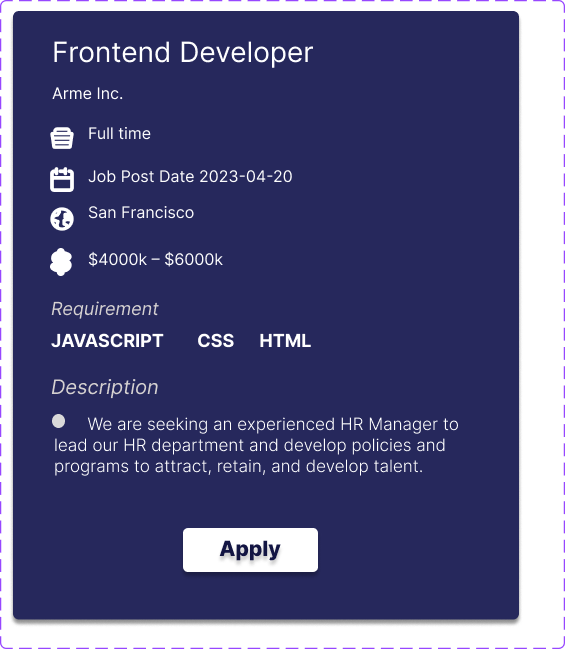 Frontend Developer
Arme Inc.
Full time
Job Post Date 2023-04-20
San Francisco
$4000k – $6000k
Requirement
JAVASCRIPT CSS HTML
Description
We are seeking an experienced HR Manager to
lead our HR department and develop policies and
programs to attract, retain, and develop talent.
Apply